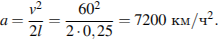 a = v²/2l = 60²/(2·0,25) = 7200 км/ч².